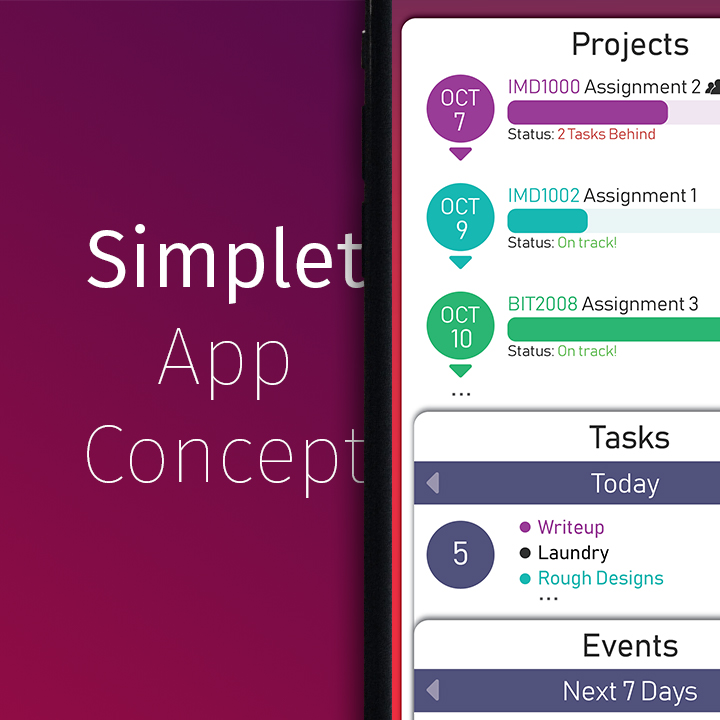 Simplet
App
Concept
Projects
OCT
7
IMD1000 Assignment 2
Status: 2 Tasks Behind
OCT
9
IMD1002 Assignment 1
Status: On track!
OCT
10
BIT2008 Assignment 3
Status: On track!
...
Tasks
Today
5
Writeup
Laundry
Rough Designs
...
Events
Next 7 Days